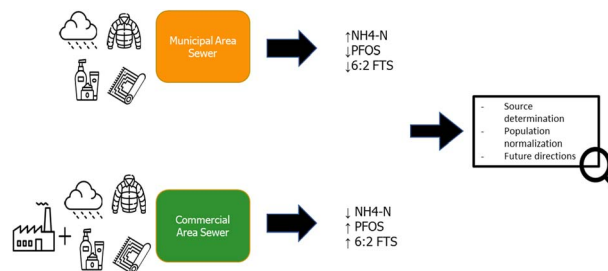 Municipal Area
Sewer
↑NH4-N
↓PFOS
↓6:2 FTS
- Source
determination
- Population
normalization
- Future directions
Commercial
Area Sewer
↓ NH4-N
↑ PFOS
↑ 6:2 FTS
+